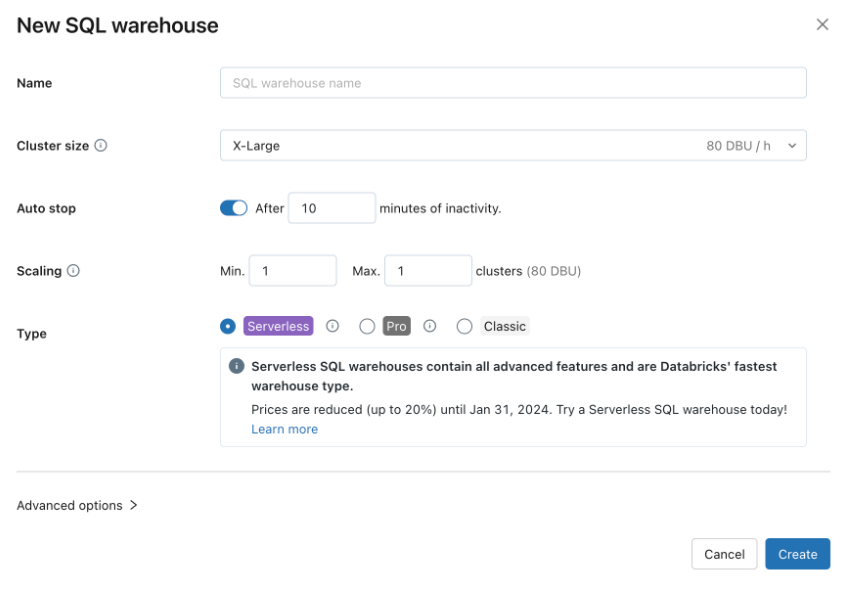 New SQL warehouse
Name SQL warehouse name
Cluster size X-Large 80 DBU / h
Auto stop After 10 minutes of inactivity.
Scaling Min. 1 Max. 1 clusters (80 DBU)
Type Serverless Pro Classic
Serverless SQL warehouses contain all advanced features and are Databricks' fastest
warehouse type.
Prices are reduced (up to 20%) until Jan 31, 2024. Try a Serverless SQL warehouse today!
Learn more
Advanced options
Cancel Create